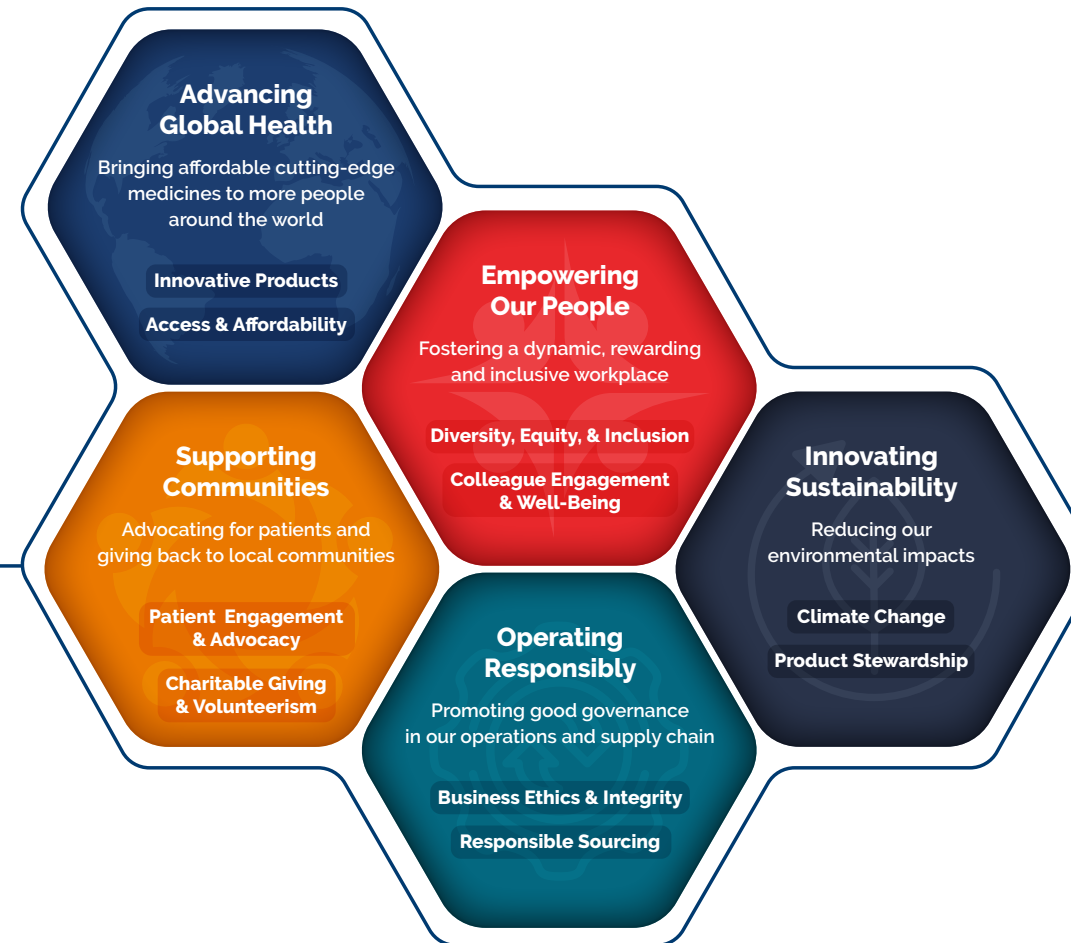 Advancing
Global Health
Bringing affordable cutting-edge
medicines to more people
around the world
Innovative Products
Access & Affordability
Empowering
Our People
Fostering a dynamic, rewarding
and inclusive workplace
Diversity, Equity, & Inclusion
Colleague Engagement
& Well-Being
Supporting
Communities
Advocating for patients and
giving back to local communities
Patient Engagement
& Advocacy
Charitable Giving
& Volunteerism
Innovating
Sustainability
Reducing our
environmental impacts
Climate Change
Product Stewardship
Operating
Responsibly
Promoting good governance
in our operations and supply chain
Business Ethics & Integrity
Responsible Sourcing